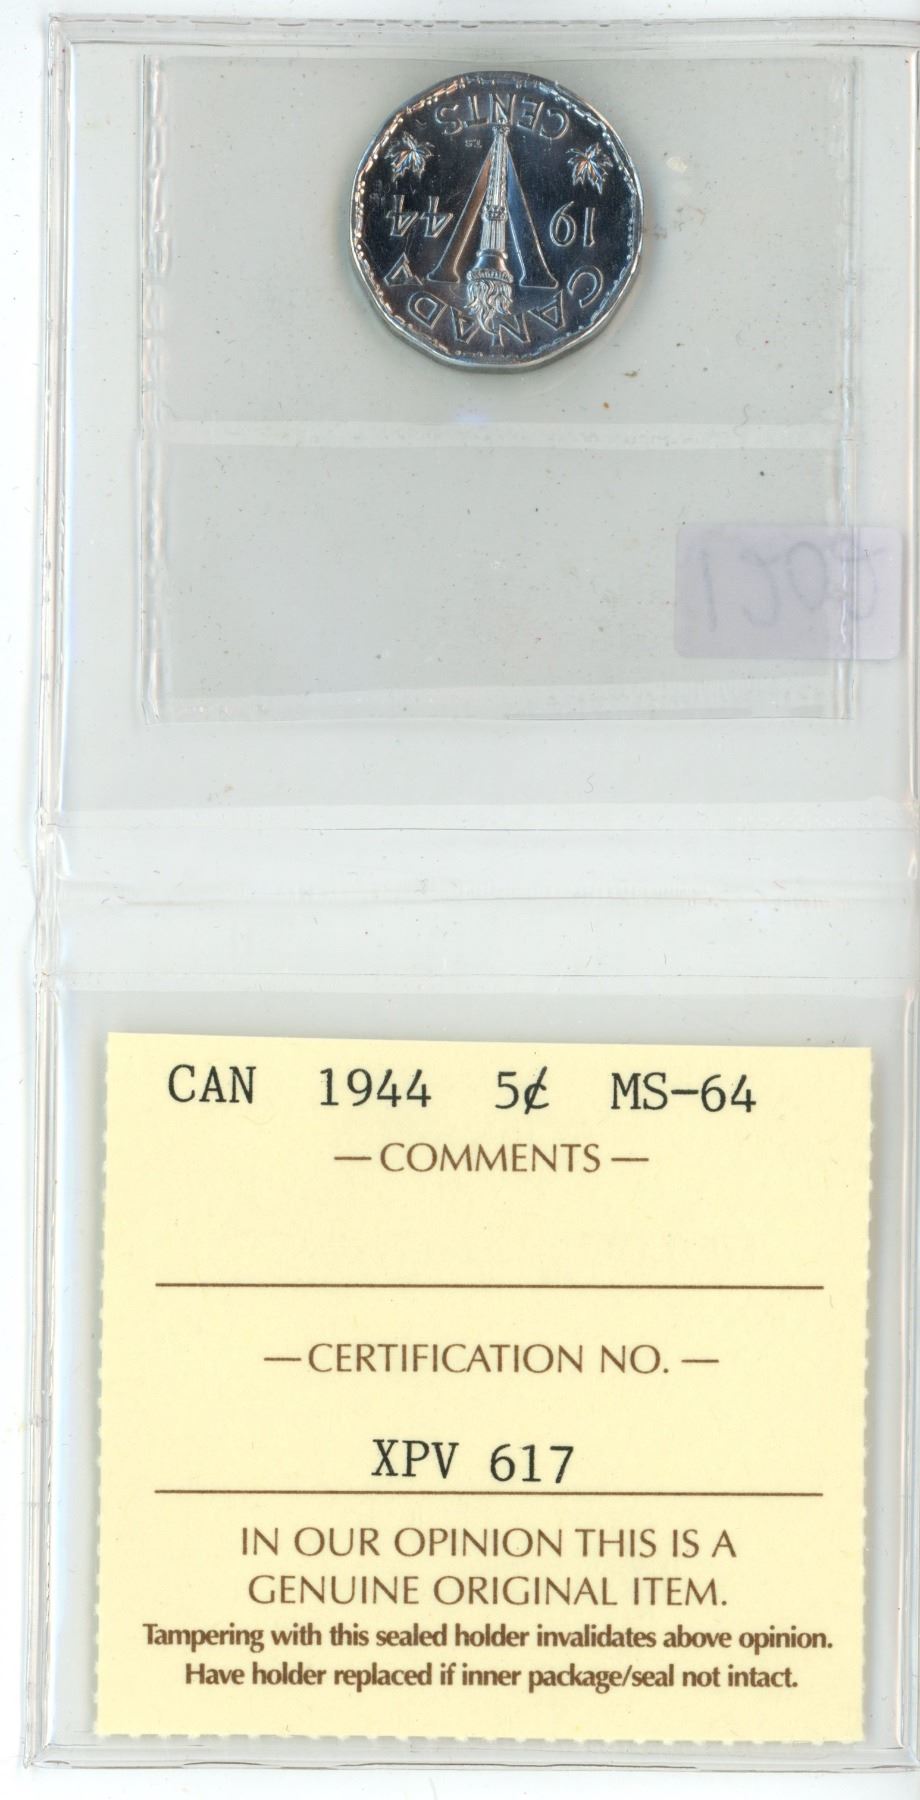 CENTS
19 44
CANADA
CAN 1944 5¢ MS-64
— COMMENTS —
— CERTIFICATION NO. —
XPV 617
IN OUR OPINION THIS IS A
GENUINE ORIGINAL ITEM.
Tampering with this sealed holder invalidates above opinion.
Have holder replaced if inner package/seal not intact.